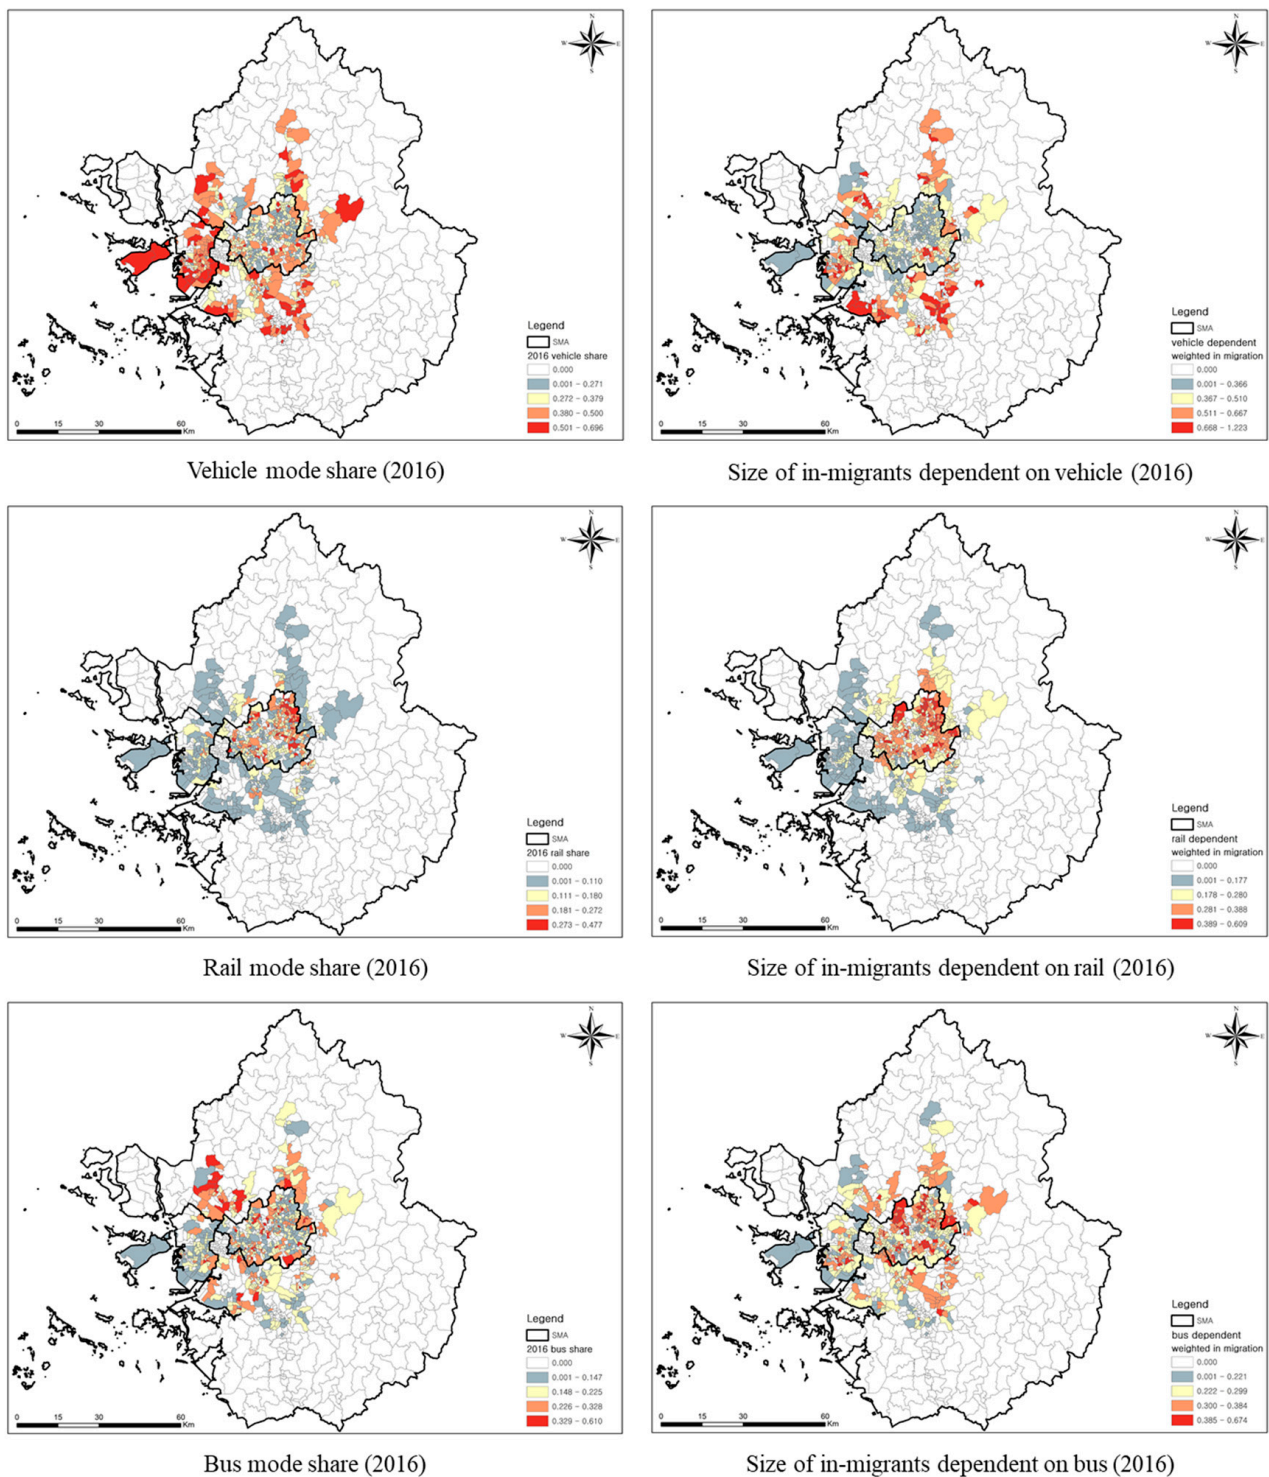 N
W E
S
Legend
SMA
2016 vehicle share
0.000
0.001 - 0.271
0.272 - 0.379
0.380 - 0.500
0.501 - 0.696
0 15 30 60
Km
Vehicle mode share (2016)
N
W E
S
Legend
SMA
vehicle dependent
weighted in migration
0.000
0.001 - 0.366
0.367 - 0.510
0.511 - 0.667
0.668 - 1.223
0 15 30 60
Km
Size of in-migrants dependent on vehicle (2016)
N
W E
S
Legend
SMA
2016 rail share
0.000
0.001 - 0.110
0.111 - 0.180
0.181 - 0.272
0.273 - 0.477
0 15 30 60
Km
Rail mode share (2016)
N
W E
S
Legend
SMA
rail dependent
weighted in migration
0.000
0.001 - 0.177
0.178 - 0.280
0.281 - 0.388
0.389 - 0.609
0 15 30 60
Km
Size of in-migrants dependent on rail (2016)
N
W E
S
Legend
SMA
2016 bus share
0.000
0.001 - 0.147
0.148 - 0.225
0.226 - 0.328
0.329 - 0.610
0 15 30 60
Km
Bus mode share (2016)
N
W E
S
Legend
SMA
bus dependent
weighted in migration
0.000
0.001 - 0.221
0.222 - 0.299
0.300 - 0.384
0.385 - 0.674
0 15 30 60
Km
Size of in-migrants dependent on bus (2016)